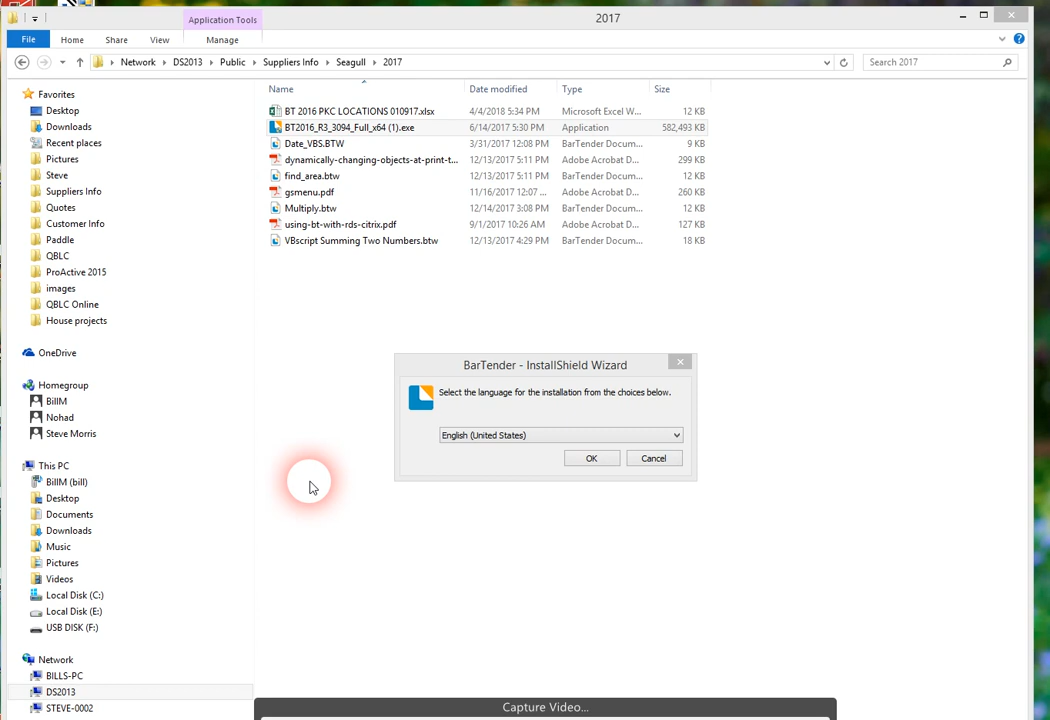 Application Tools
2017
File
Home
Share
View
Manage
Network
DS2013
Public
Suppliers Info
Seagull
2017
Search 2017
Name
Date modified
Type
Size
BT 2016 PKC LOCATIONS 010917.xlsx 4/4/2018 5:34 PM Microsoft Excel W... 12 KB
BT2016_R3_3094_Full_x64 (1).exe 6/14/2017 5:30 PM Application 582,493 KB
Date_VBS.BTW 3/31/2017 12:08 PM BarTender Docum... 9 KB
dynamically-changing-objects-at-print-t... 12/13/2017 5:11 PM Adobe Acrobat D... 299 KB
find_area.btw 12/13/2017 5:11 PM BarTender Docum... 12 KB
gsmenu.pdf 11/16/2017 12:07 ... Adobe Acrobat D... 260 KB
Multiply.btw 12/14/2017 3:08 PM BarTender Docum... 12 KB
using-bt-with-rds-citrix.pdf 9/1/2017 10:26 AM Adobe Acrobat D... 127 KB
VBscript Summing Two Numbers.btw 12/13/2017 4:29 PM BarTender Docum... 18 KB
Favorites
Desktop
Downloads
Recent places
Pictures
Steve
Suppliers Info
Quotes
Customer Info
Paddle
QBLC
ProActive 2015
images
QBLC Online
House projects
OneDrive
Homegroup
BillM
Nohad
Steve Morris
This PC
BillM (bill)
Desktop
Documents
Downloads
Music
Pictures
Videos
Local Disk (C:)
Local Disk (E:)
USB DISK (F:)
Network
BILLS-PC
DS2013
STEVE-0002
BarTender - InstallShield Wizard
Select the language for the installation from the choices below.
English (United States)
OK
Cancel
Capture Video...